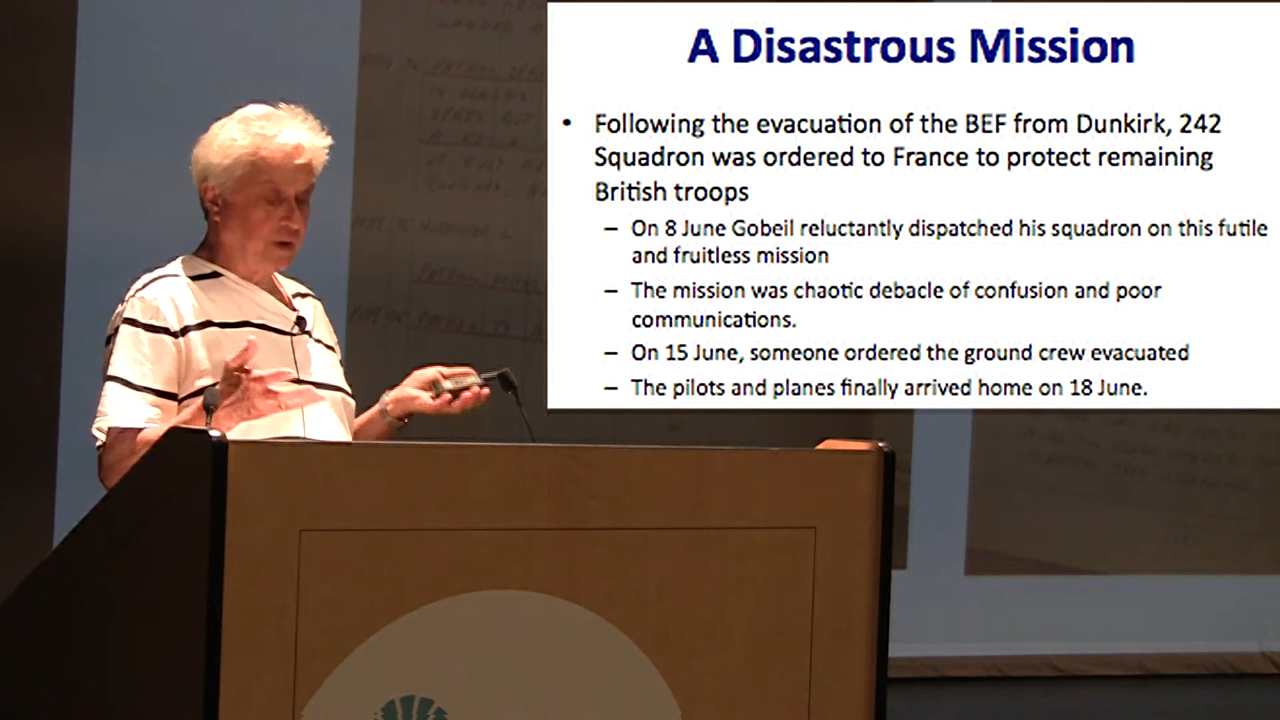 A Disastrous Mission
• Following the evacuation of the BEF from Dunkirk, 242
Squadron was ordered to France to protect remaining
British troops
– On 8 June Gobeil reluctantly dispatched his squadron on this futile
and fruitless mission
– The mission was chaotic debacle of confusion and poor
communications.
– On 15 June, someone ordered the ground crew evacuated
– The pilots and planes finally arrived home on 18 June.